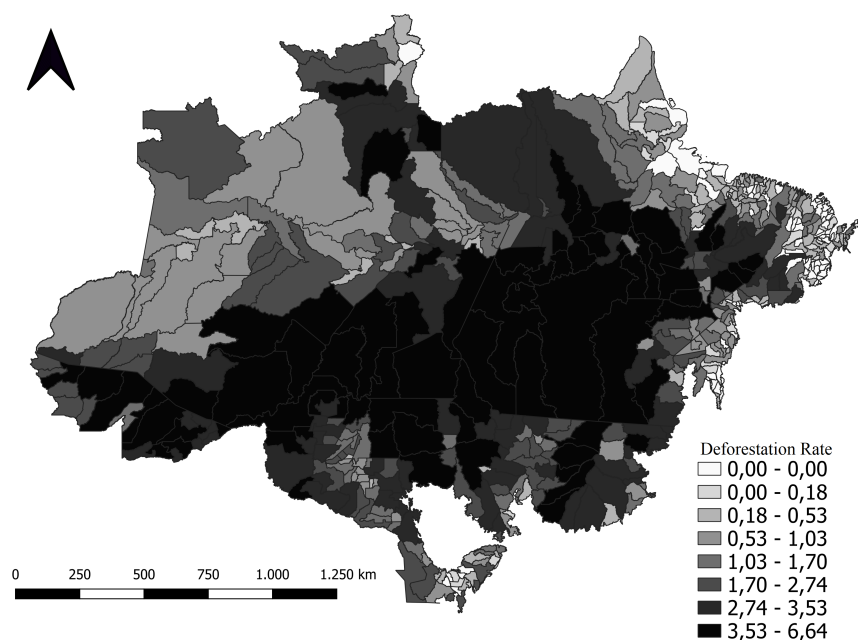 Deforestation Rate
0,00 - 0,00
0,00 - 0,18
0,18 - 0,53
0,53 - 1,03
1,03 - 1,70
1,70 - 2,74
2,74 - 3,53
3,53 - 6,64
0 250 500 750 1.000 1.250 km